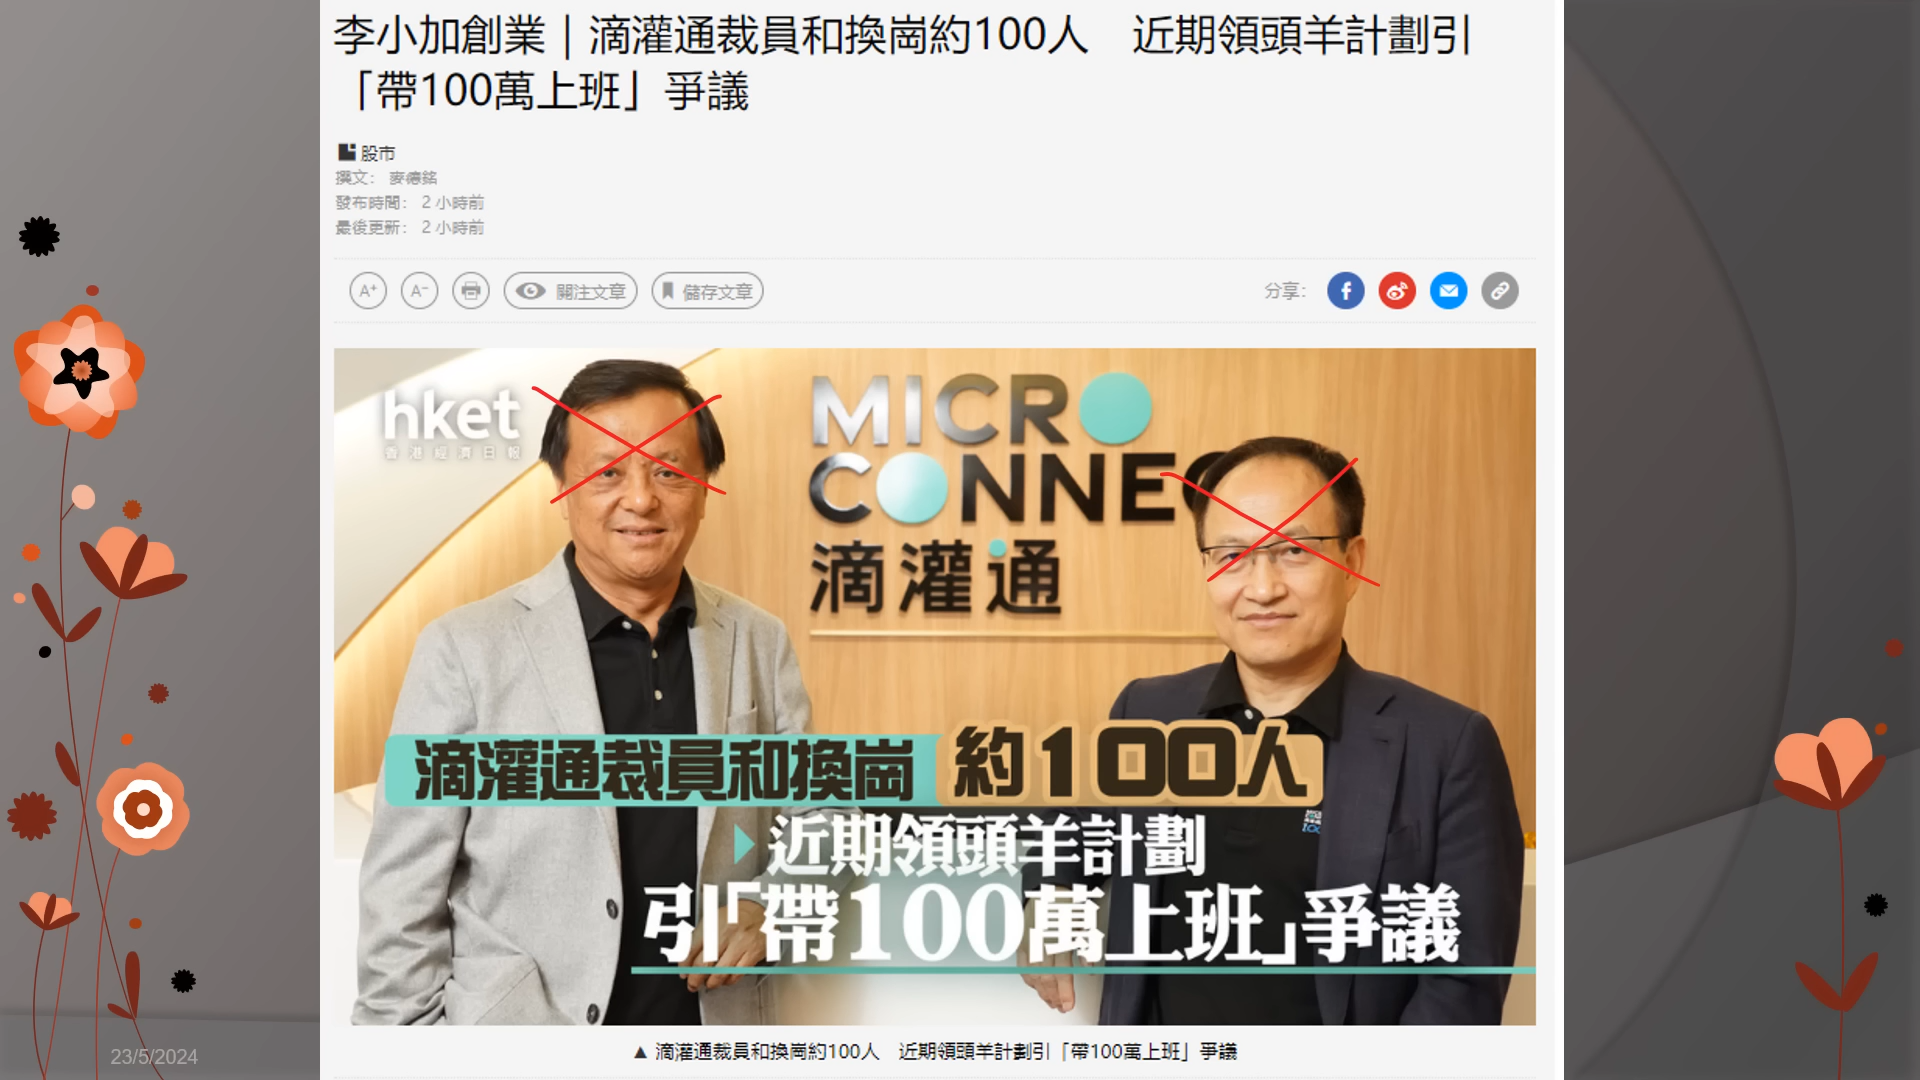 李小加創業｜滴灌通裁員和換崗約100人　近期領頭羊計劃引
「帶100萬上班」爭議
股市
撰文： 麥德銘
發布時間： 2 小時前
最後更新： 2 小時前
A+ A- 關注文章 儲存文章 分享：
hket
香港經濟日報
MICRO
CONNEC
滴灌通
滴灌通裁員和換崗 約100人
近期領頭羊計劃
引「帶100萬上班」爭議
▲ 滴灌通裁員和換崗約100人　近期領頭羊計劃引「帶100萬上班」爭議
23/5/2024